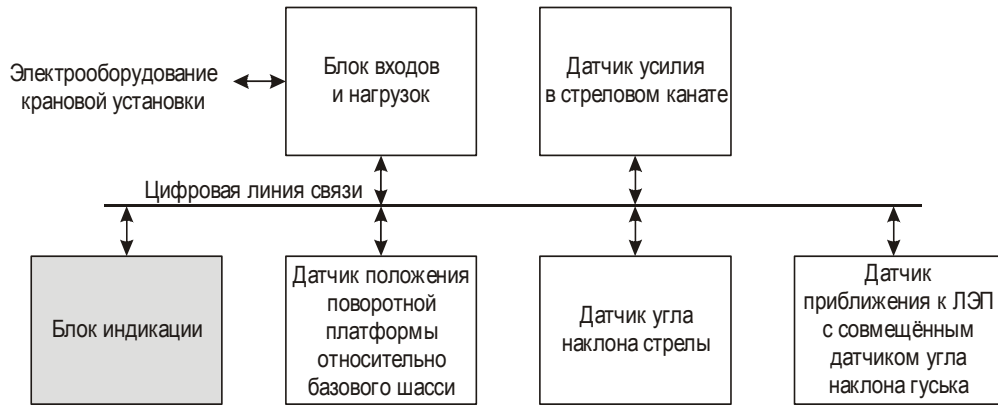 Электрооборудование
крановой установки
Блок входов
и нагрузок
Датчик усилия
в стреловом канате
Цифровая линия связи
Блок индикации
Датчик положения
поворотной
платформы
относительно
базового шасси
Датчик угла
наклона стрелы
Датчик
приближения к ЛЭП
с совмещённым
датчиком угла
наклона гуська